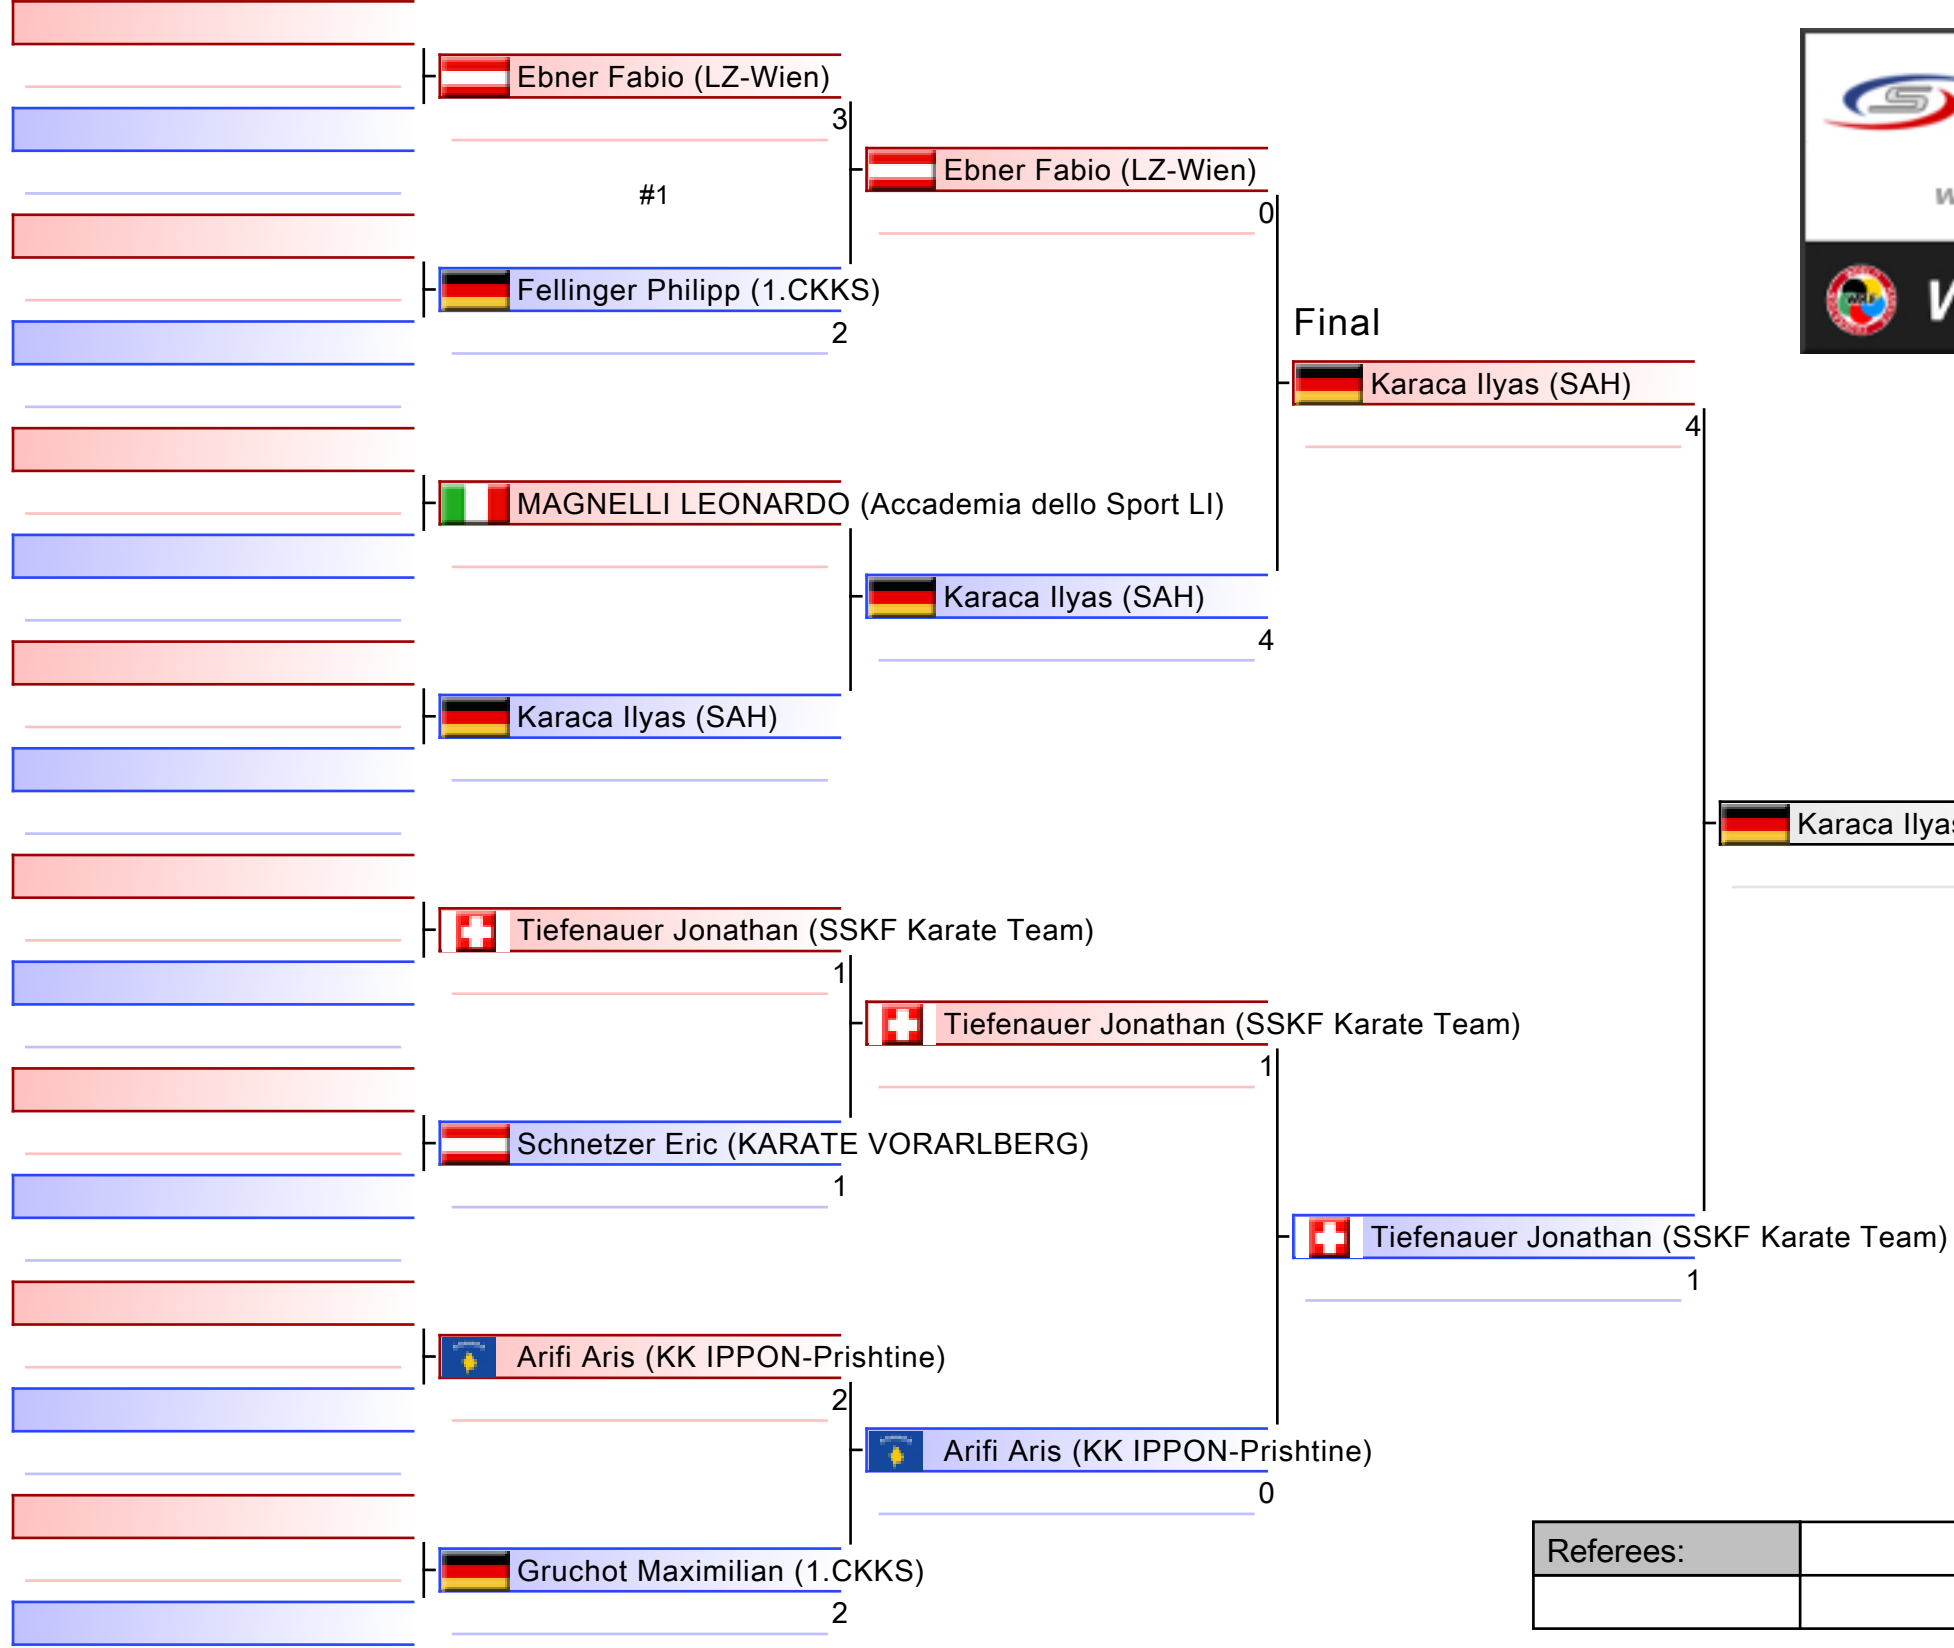 Ebner Fabio (LZ-Wien)
3
#1
Fellinger Philipp (1.CKKS)
2
MAGNELLI LEONARDO (Accademia dello Sport LI)
Karaca Ilyas (SAH)
Tiefenauer Jonathan (SSKF Karate Team)
1
Schnetzer Eric (KARATE VORARLBERG)
1
Arifi Aris (KK IPPON-Prishtine)
2
Gruchot Maximilian (1.CKKS)
2
Ebner Fabio (LZ-Wien)
0
Karaca Ilyas (SAH)
4
Tiefenauer Jonathan (SSKF Karate Team)
1
Arifi Aris (KK IPPON-Prishtine)
0
Final
Karaca Ilyas (SAH)
4
Tiefenauer Jonathan (SSKF Karate Team)
1
Karaca Ilyas
Referees: